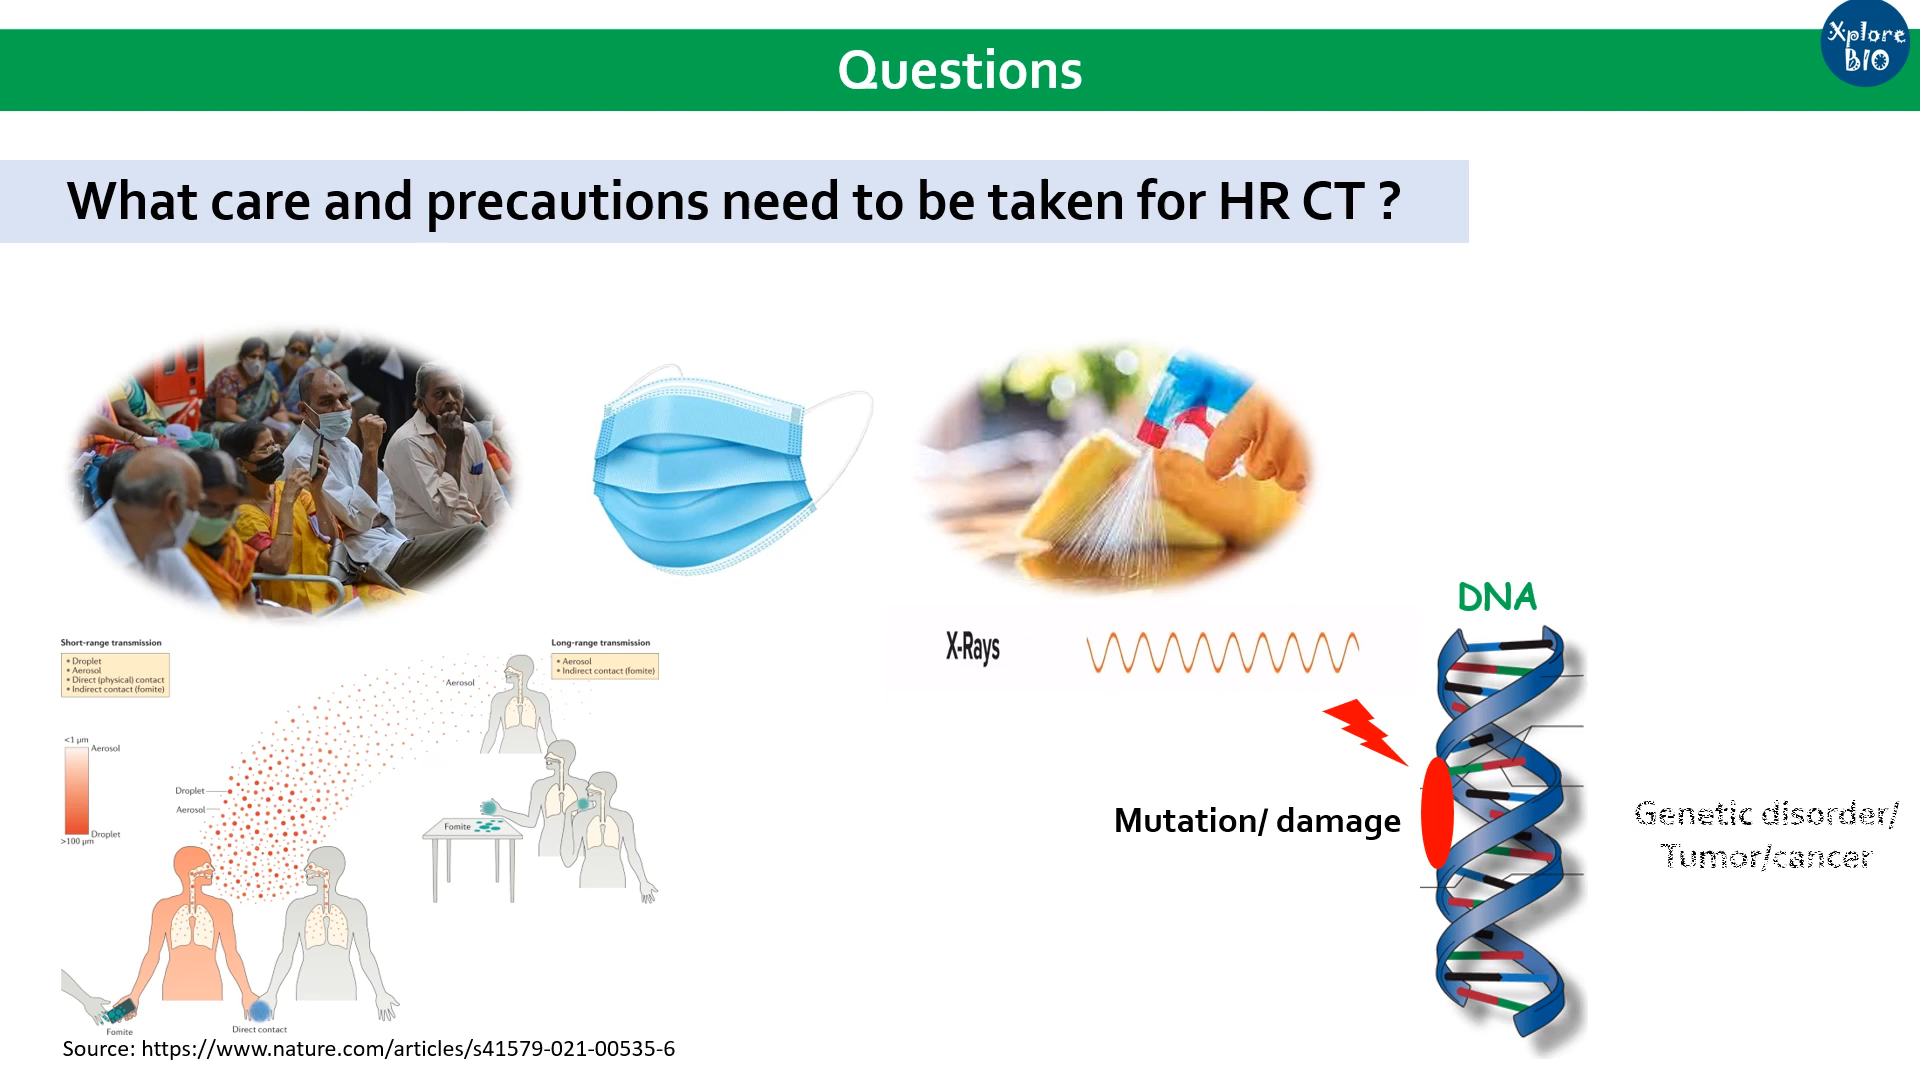 Questions
Xplore
BIO
What care and precautions need to be taken for HR CT ?
Short-range transmission
• Droplet
• Aerosol
• Direct (physical) contact
• Indirect contact (fomite)
Long-range transmission
• Aerosol
• Indirect contact (fomite)
Aerosol
<1 µm
Aerosol
Droplet
>100 µm
Droplet
Aerosol
Fomite
Fomite
Direct contact
Source: https://www.nature.com/articles/s41579-021-00535-6
X-Rays
DNA
Mutation/ damage
Genetic disorder/
Tumor/cancer